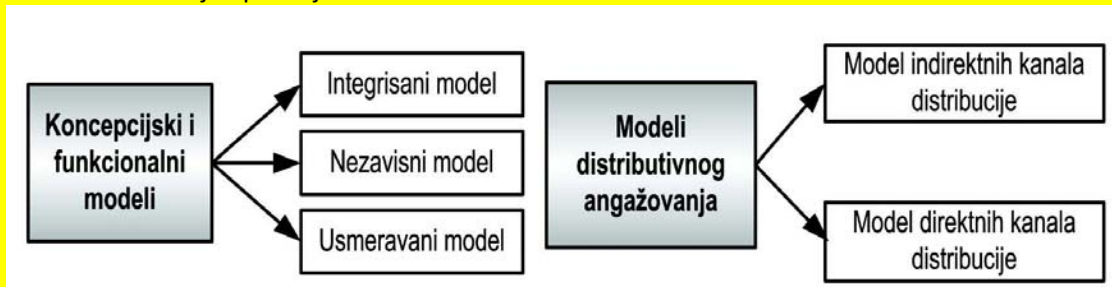 Koncepcijski i
funkcionalni
modeli
Integrisani model
Nezavisni model
Usmeravani model
Modeli
distributivnog
angažovanja
Model indirektnih kanala
distribucije
Model direktnih kanala
distribucije